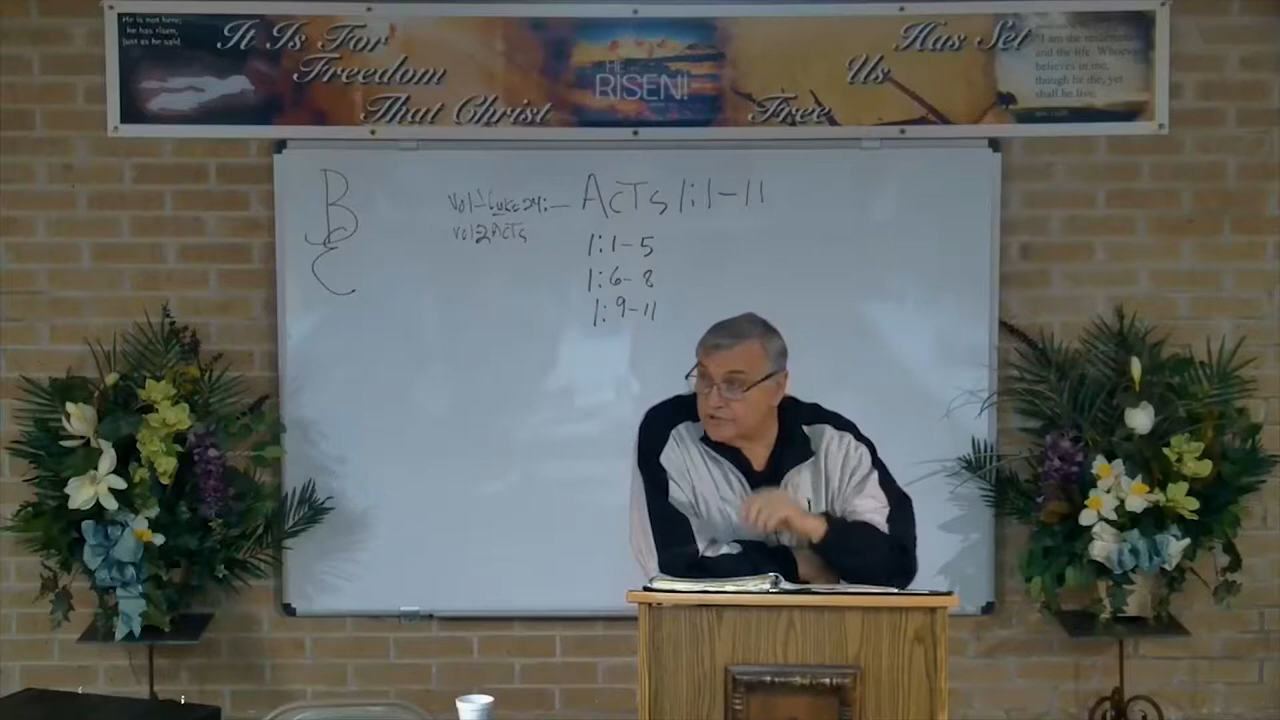 He is not here;
he has risen,
just as he said.
It Is For
Freedom
That Christ
HE
RISEN!
Has Set
Us
Free
"I am the resurrection
and the life. Whoever
believes in me,
though he die, yet
shall he live.
B
C
Vol-1 Luke 24:-
Vol 2 Acts
Acts 1:1-11
1:1-5
1:6-8
1:9-11